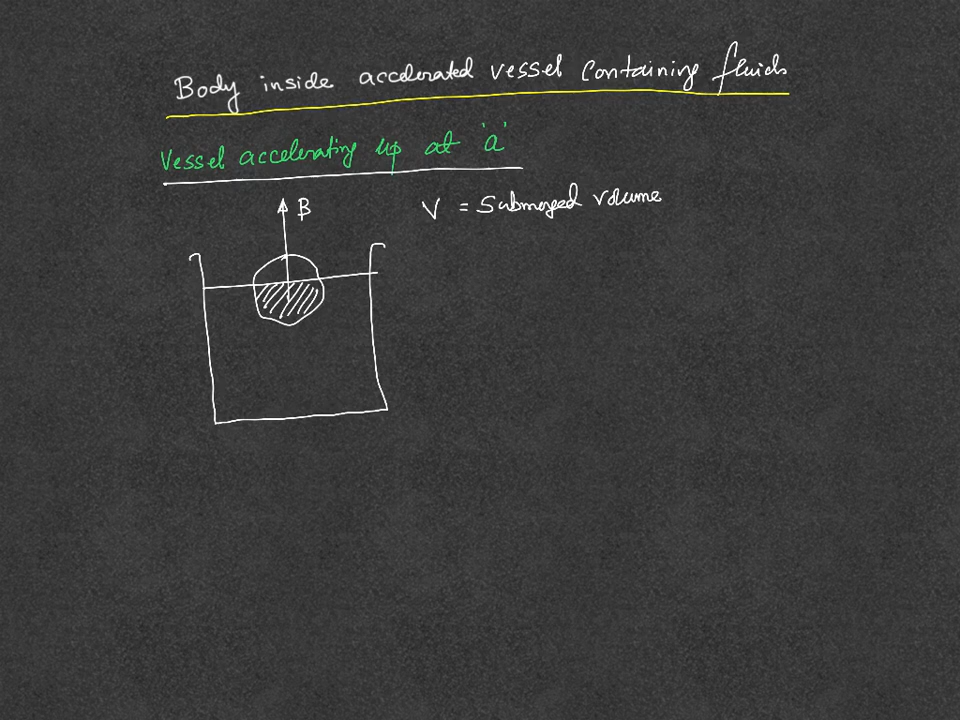 Body inside accelerated vessel containing fluids
Vessel accelerating up at 'a'
B
V = Submerged volume